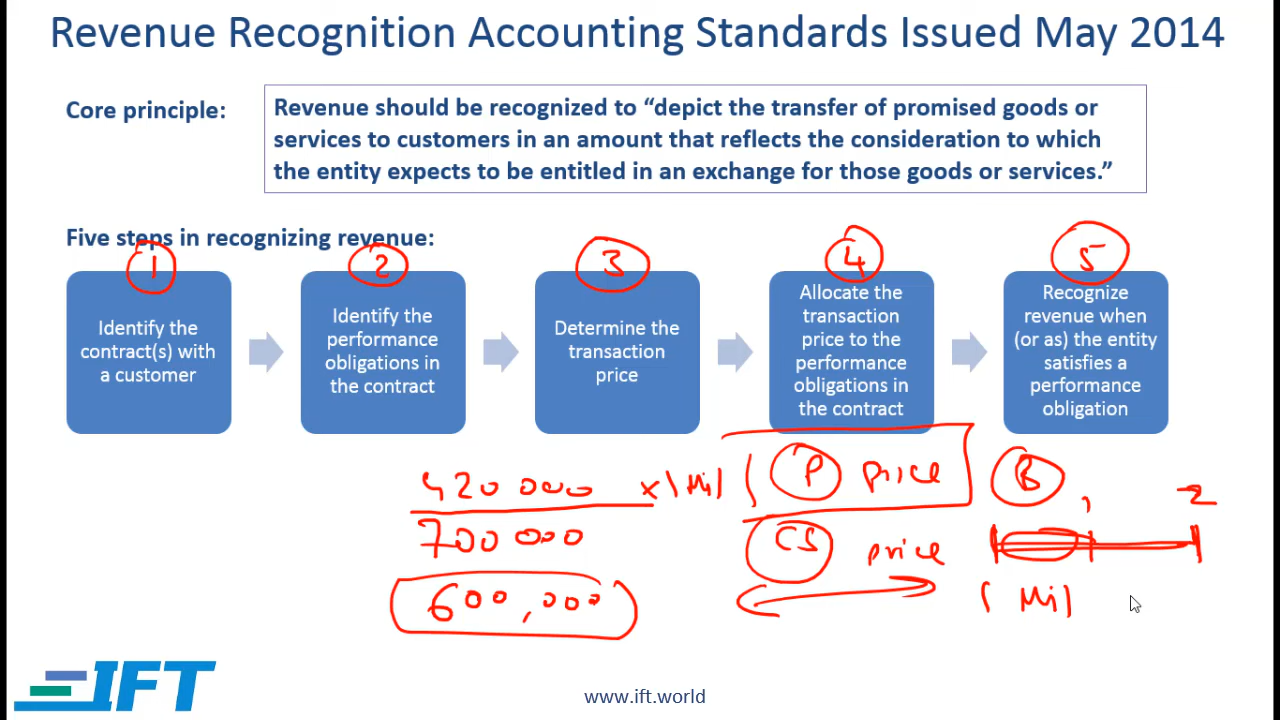 Revenue Recognition Accounting Standards Issued May 2014
Core principle:
Revenue should be recognized to “depict the transfer of promised goods or
services to customers in an amount that reflects the consideration to which
the entity expects to be entitled in an exchange for those goods or services.”
Five steps in recognizing revenue:
1
Identify the
contract(s) with
a customer
2
Identify the
performance
obligations in
the contract
3
Determine the
transaction
price
4
Allocate the
transaction
price to the
performance
obligations in
the contract
5
Recognize
revenue when
(or as) the entity
satisfies a
performance
obligation
420 000 x 1 Mil
700 000
600,000
P price
CS price
B
1 2
1 Mil
IFT
www.ift.world